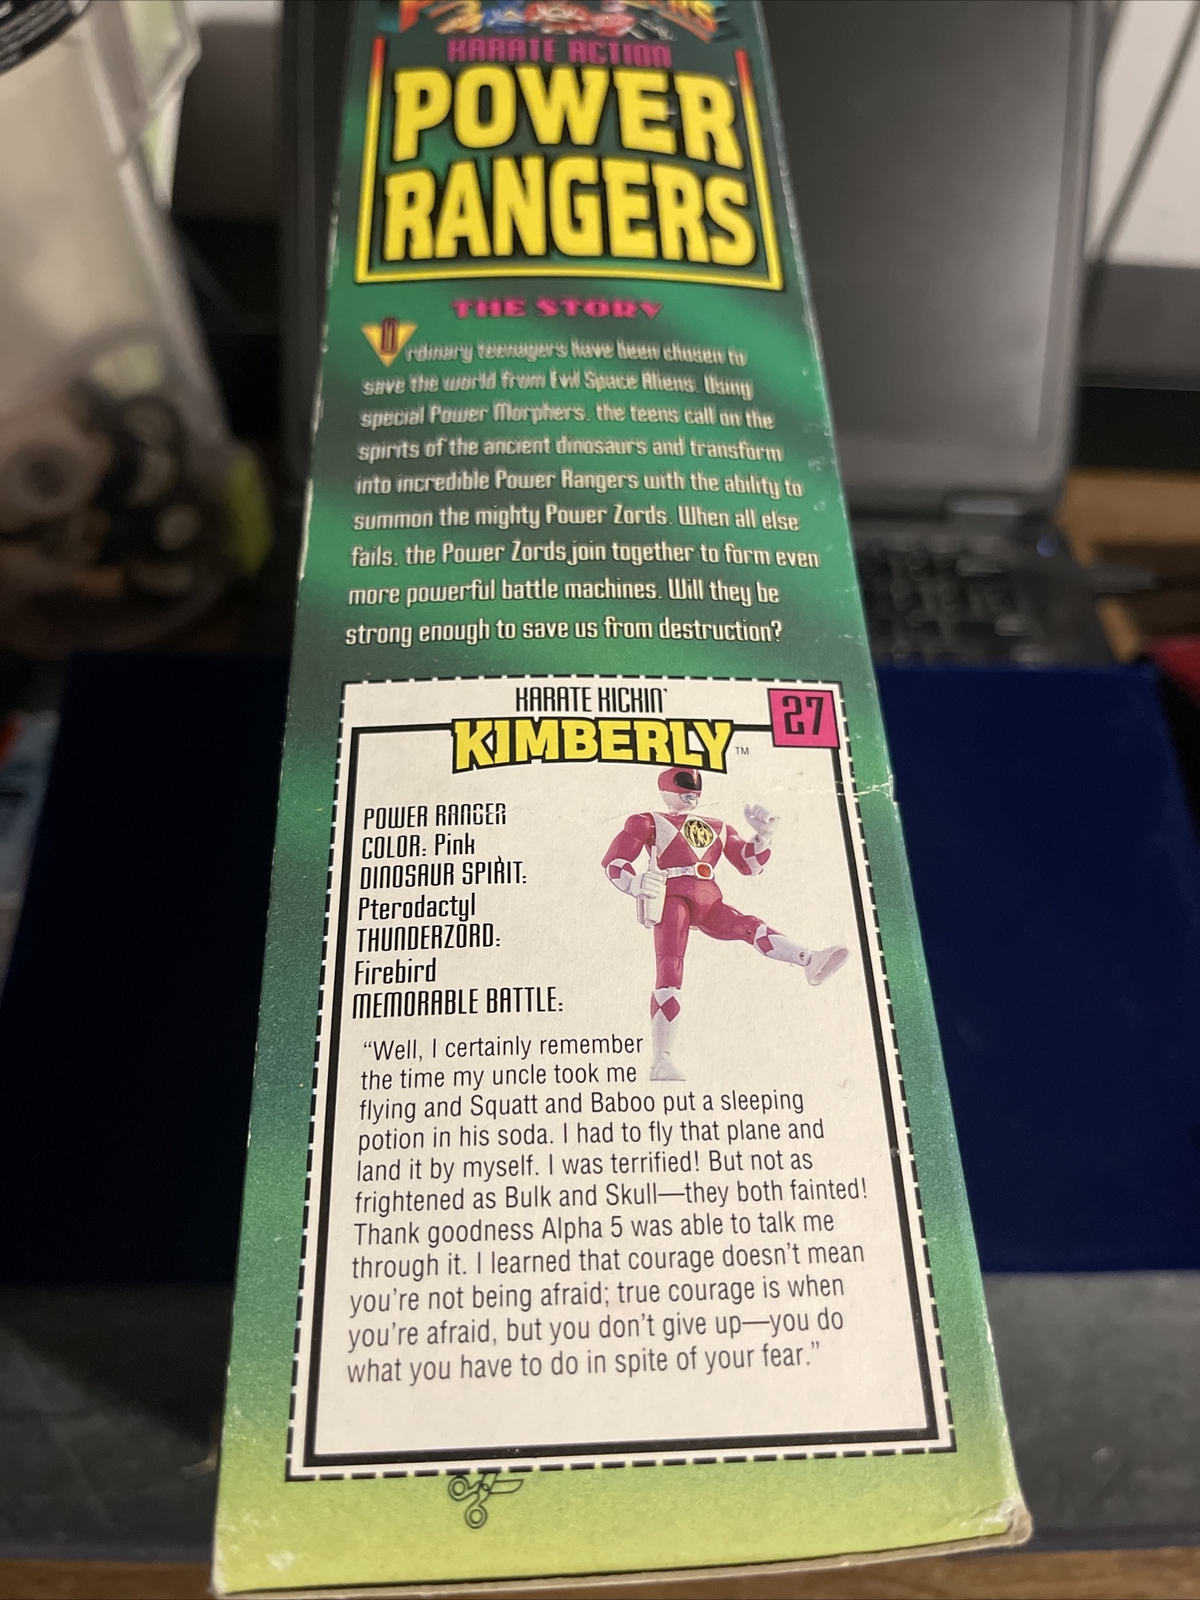 KARATE ACTION
POWER
RANGERS
THE STORY
Ordinary teenagers have been chosen to
save the world from Evil Space Aliens. Using
special Power Morphers, the teens call on the
spirits of the ancient dinosaurs and transform
into incredible Power Rangers with the ability to
summon the mighty Power Zords. When all else
fails, the Power Zords join together to form even
more powerful battle machines. Will they be
strong enough to save us from destruction?
KARATE KICKIN'
27
KIMBERLY™
POWER RANGER
COLOR: Pink
DINOSAUR SPIRIT:
Pterodactyl
THUNDERZORD:
Firebird
MEMORABLE BATTLE:
“Well, I certainly remember
the time my uncle took me
flying and Squatt and Baboo put a sleeping
potion in his soda. I had to fly that plane and
land it by myself. I was terrified! But not as
frightened as Bulk and Skull—they both fainted!
Thank goodness Alpha 5 was able to talk me
through it. I learned that courage doesn't mean
you're not being afraid; true courage is when
you're afraid, but you don't give up—you do
what you have to do in spite of your fear.”